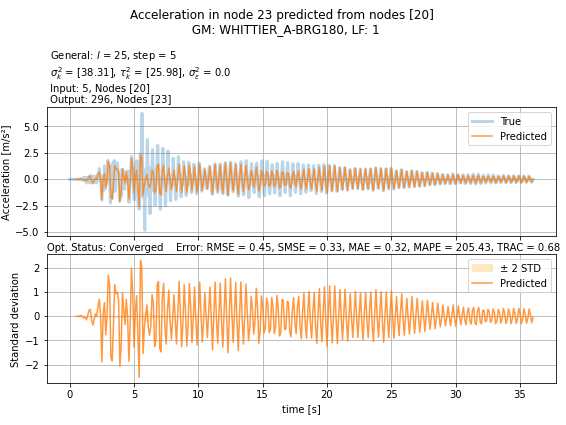 Acceleration in node 23 predicted from nodes [20]
GM: WHITTIER_A-BRG180, LF: 1
General: l = 25, step = 5
σ²ₖ = [38.31], τ²ₖ = [25.98], σ²ε = 0.0
Input: 5, Nodes [20]
Output: 296, Nodes [23]
Acceleration [m/s²]
5.0
2.5
0.0
−2.5
−5.0
True
Predicted
Opt. Status: Converged Error: RMSE = 0.45, SMSE = 0.33, MAE = 0.32, MAPE = 205.43, TRAC = 0.68
Standard deviation
2
1
0
−1
−2
± 2 STD
Predicted
0 5 10 15 20 25 30 35
time [s]